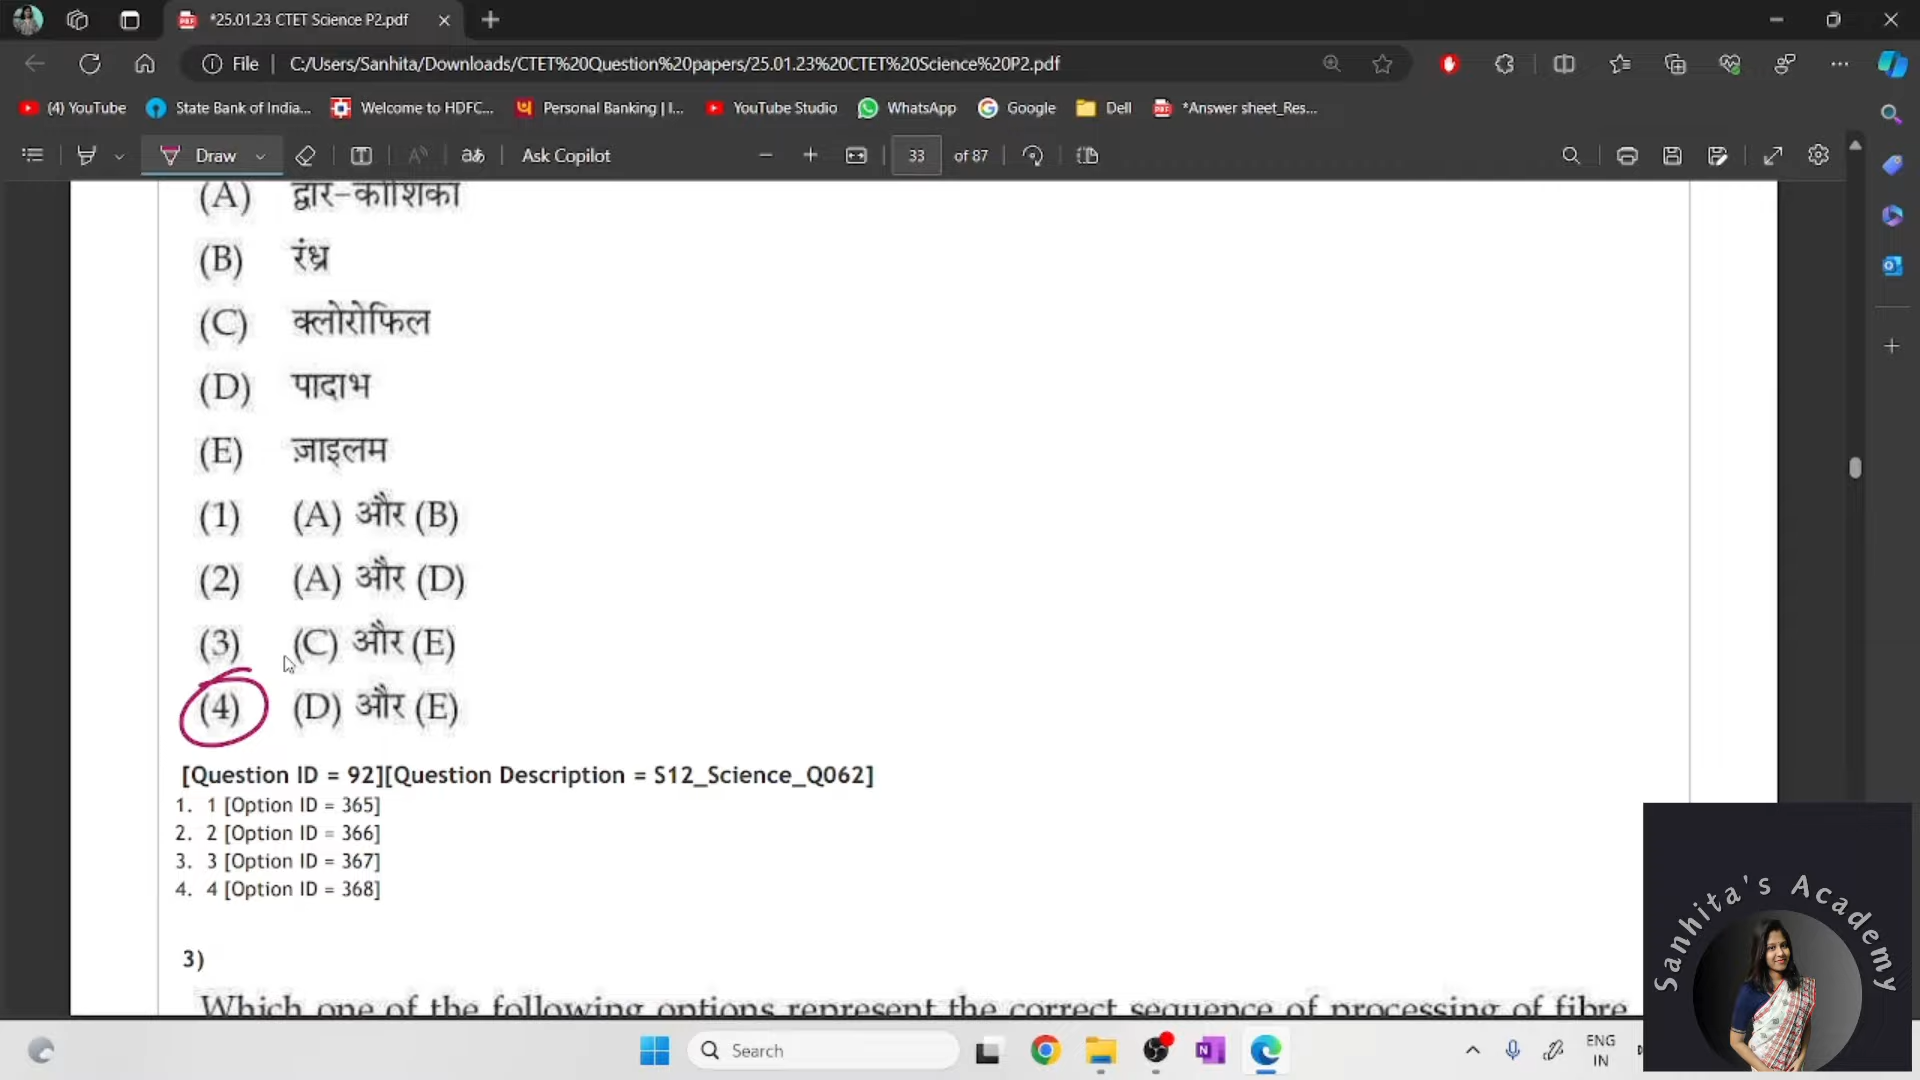 *25.01.23 CTET Science P2.pdf
File
C:/Users/Sanhita/Downloads/CTET%20Question%20papers/25.01.23%20CTET%20Science%20P2.pdf
(4) YouTube
State Bank of India...
Welcome to HDFC...
Personal Banking | I...
YouTube Studio
WhatsApp
Google
Dell
*Answer sheet_Res...
Draw
aあ
Ask Copilot
33
of 87
(A) द्वार-कोशिका
(B) रंध्र
(C) क्लोरोफिल
(D) पादाभ
(E) ज़ाइलम
(1) (A) और (B)
(2) (A) और (D)
(3) (C) और (E)
(4) (D) और (E)
[Question ID = 92][Question Description = S12_Science_Q062]
1. 1 [Option ID = 365]
2. 2 [Option ID = 366]
3. 3 [Option ID = 367]
4. 4 [Option ID = 368]
3)
Which one of the following options represent the correct sequence of processing of fibre
Sanhita's Academy
Search
ENG
IN